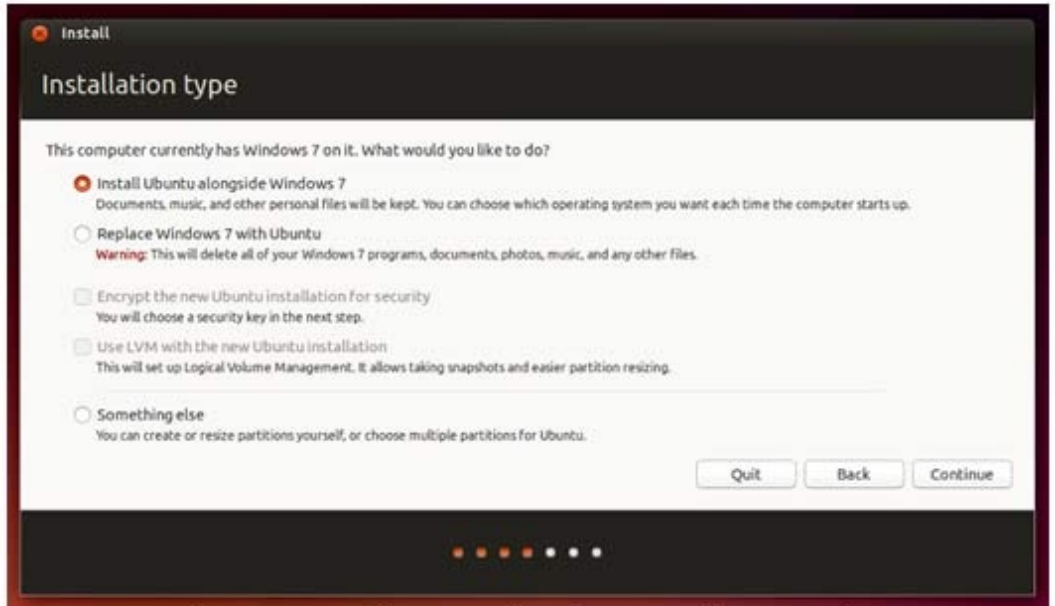 Install
Installation type
This computer currently has Windows 7 on it. What would you like to do?
Install Ubuntu alongside Windows 7
Documents, music, and other personal files will be kept. You can choose which operating system you want each time the computer starts up.
Replace Windows 7 with Ubuntu
Warning: This will delete all of your Windows 7 programs, documents, photos, music, and any other files.
Encrypt the new Ubuntu installation for security
You will choose a security key in the next step.
Use LVM with the new Ubuntu installation
This will set up Logical Volume Management. It allows taking snapshots and easier partition resizing.
Something else
You can create or resize partitions yourself, or choose multiple partitions for Ubuntu.
Quit Back Continue